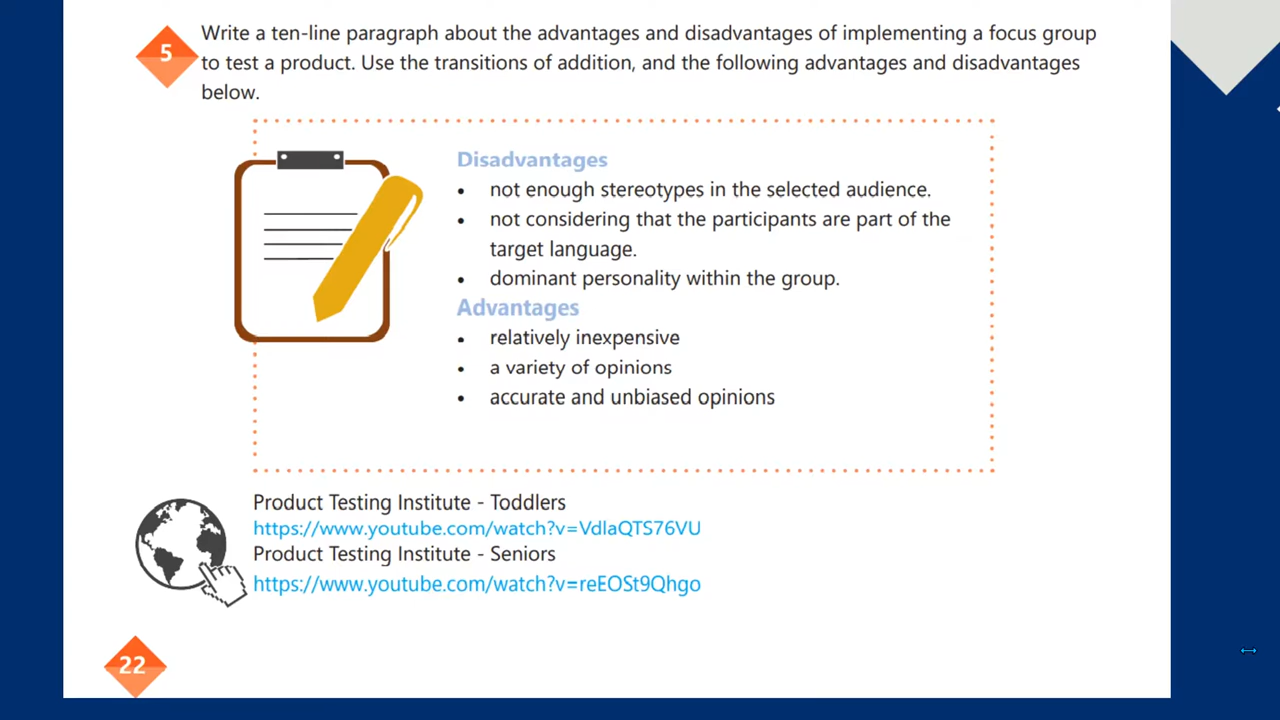 5
Write a ten-line paragraph about the advantages and disadvantages of implementing a focus group
to test a product. Use the transitions of addition, and the following advantages and disadvantages
below.
Disadvantages
• not enough stereotypes in the selected audience.
• not considering that the participants are part of the
target language.
• dominant personality within the group.
Advantages
• relatively inexpensive
• a variety of opinions
• accurate and unbiased opinions
Product Testing Institute - Toddlers
https://www.youtube.com/watch?v=VdlaQTS76VU
Product Testing Institute - Seniors
https://www.youtube.com/watch?v=reEOSt9Qhgo
22